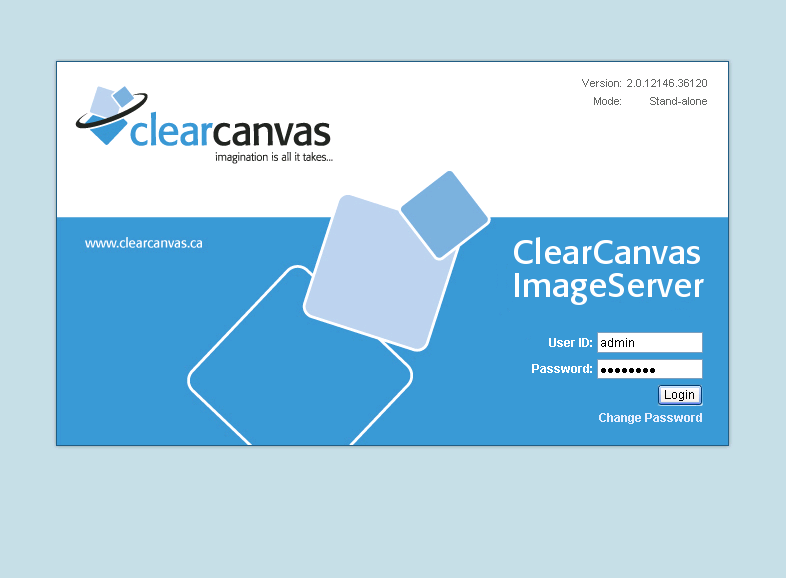 Version: 2.0.12146.36120
Mode: Stand-alone
clearcanvas
imagination is all it takes...
www.clearcanvas.ca
ClearCanvas
ImageServer
User ID: admin
Password: ●●●●●●●●
Login
Change Password